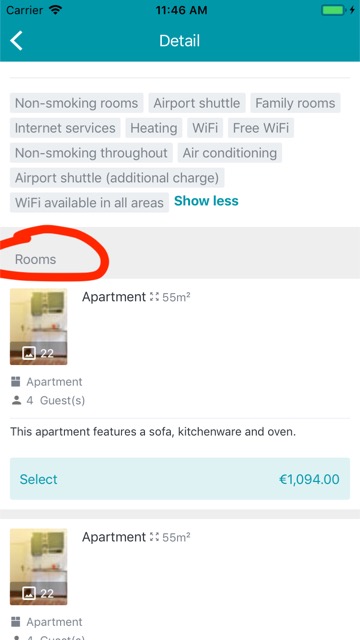 Carrier 11:46 AM
Detail
Non-smoking rooms Airport shuttle Family rooms
Internet services Heating WiFi Free WiFi
Non-smoking throughout Air conditioning
Airport shuttle (additional charge)
WiFi available in all areas Show less
Rooms
Apartment 55m²
22
Apartment
4 Guest(s)
This apartment features a sofa, kitchenware and oven.
Select €1,094.00
Apartment 55m²
22
Apartment
4 Guest(s)